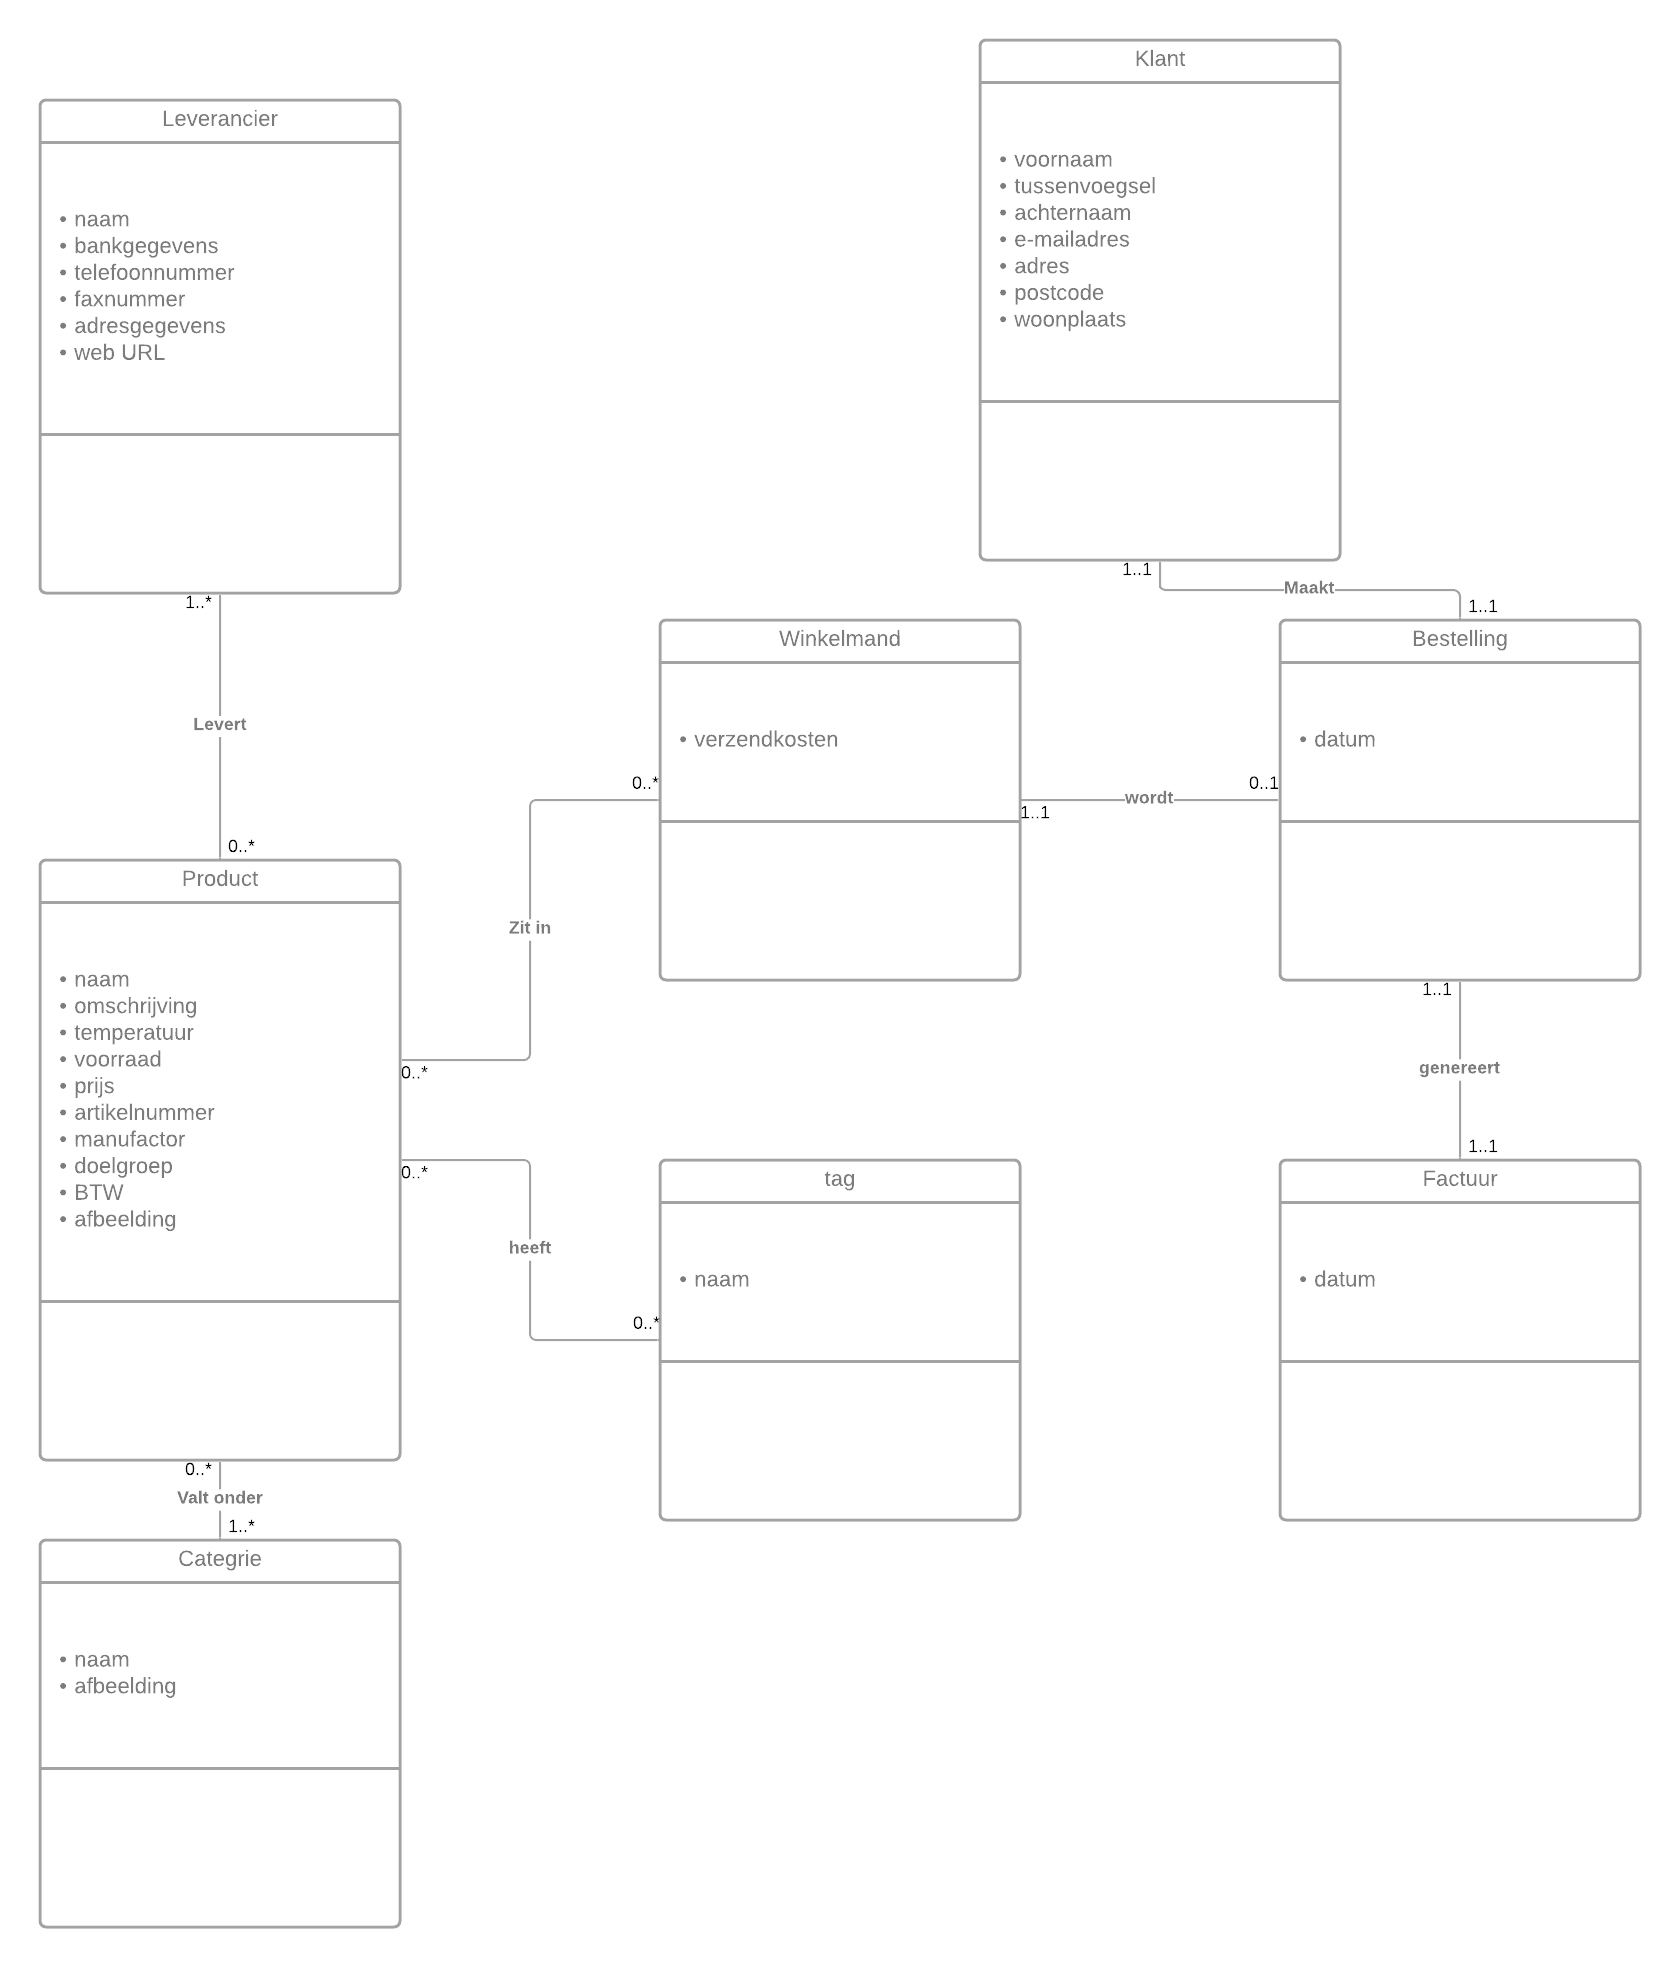 Klant
• voornaam
• tussenvoegsel
• achternaam
• e-mailadres
• adres
• postcode
• woonplaats
Leverancier
• naam
• bankgegevens
• telefoonnummer
• faxnummer
• adresgegevens
• web URL
1..1
Maakt
1..1
1..*
Levert
0..*
Winkelmand
• verzendkosten
0..*
1..1
wordt
0..1
Bestelling
• datum
Product
• naam
• omschrijving
• temperatuur
• voorraad
• prijs
• artikelnummer
• manufactor
• doelgroep
• BTW
• afbeelding
Zit in
0..*
0..*
heeft
0..*
1..1
genereert
1..1
tag
• naam
Factuur
• datum
0..*
Valt onder
1..*
Categrie
• naam
• afbeelding